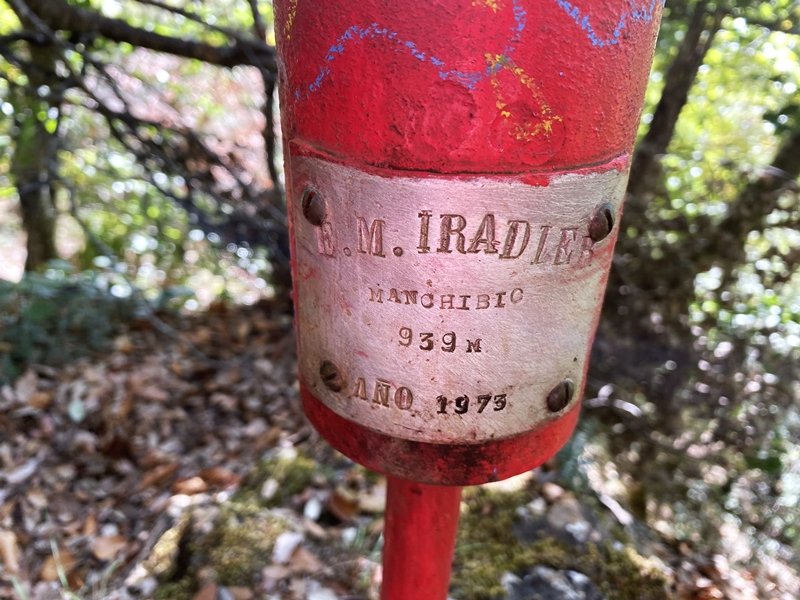 E.M. IRADIER
MANCHIBIO
939 M
AÑO 1973